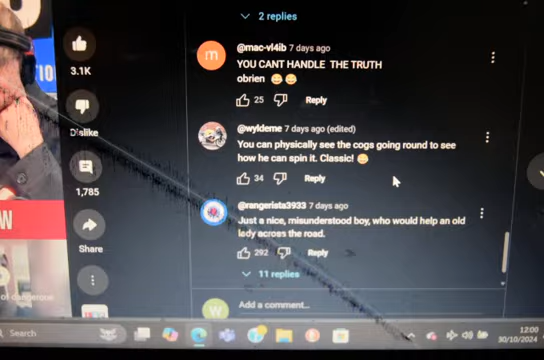 2 replies
3.1K
@mac-vl4ib 7 days ago
YOU CANT HANDLE THE TRUTH
obrien 😂😂
25 Reply
Dislike
@wyldeme 7 days ago (edited)
You can physically see the cogs going round to see
how he can spin it. Classic! 😂
34 Reply
1,785
@rangerista3933 7 days ago
Just a nice, misunderstood boy, who would help an old
lady across the road.
Share
292 Reply
11 replies
of dangerous
W
Add a comment...
Search
12:00
30/10/2024